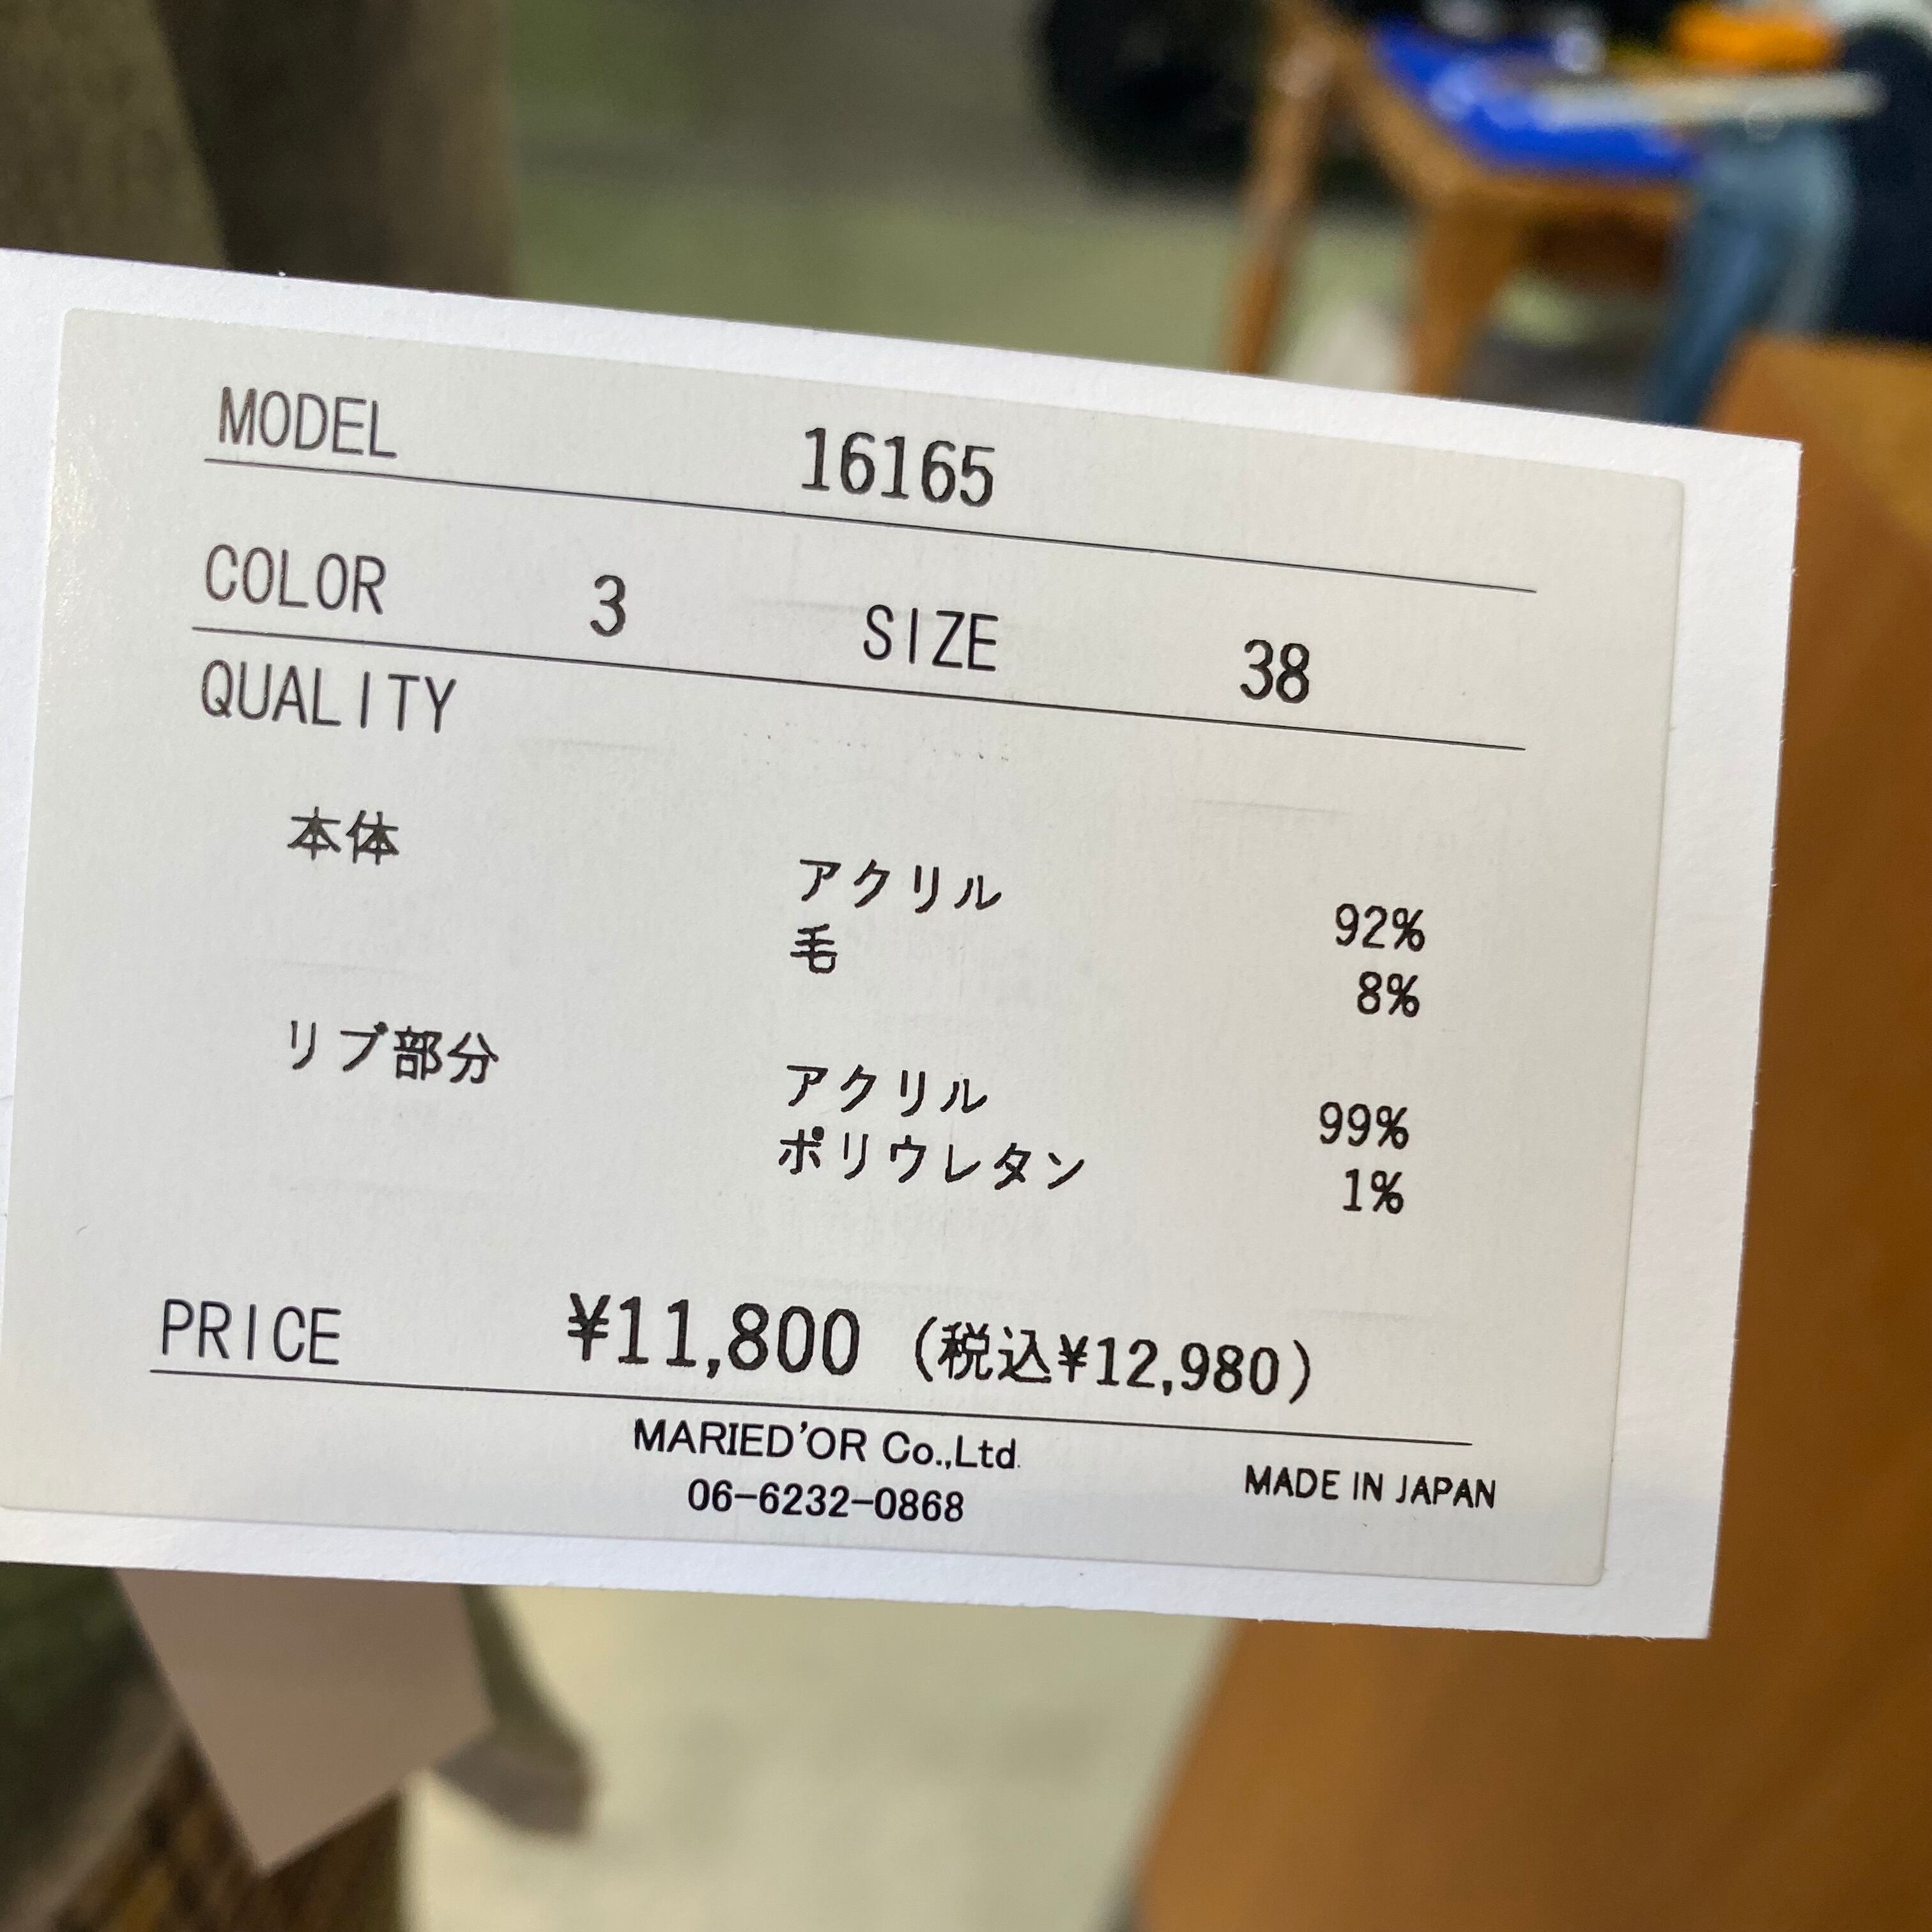 MODEL 16165
COLOR 3 SIZE 38
QUALITY
本体
アクリル 92%
毛 8%
リブ部分
アクリル 99%
ポリウレタン 1%
PRICE ¥11,800 (税込¥12,980)
MARIED'OR Co.,Ltd.
06-6232-0868
MADE IN JAPAN